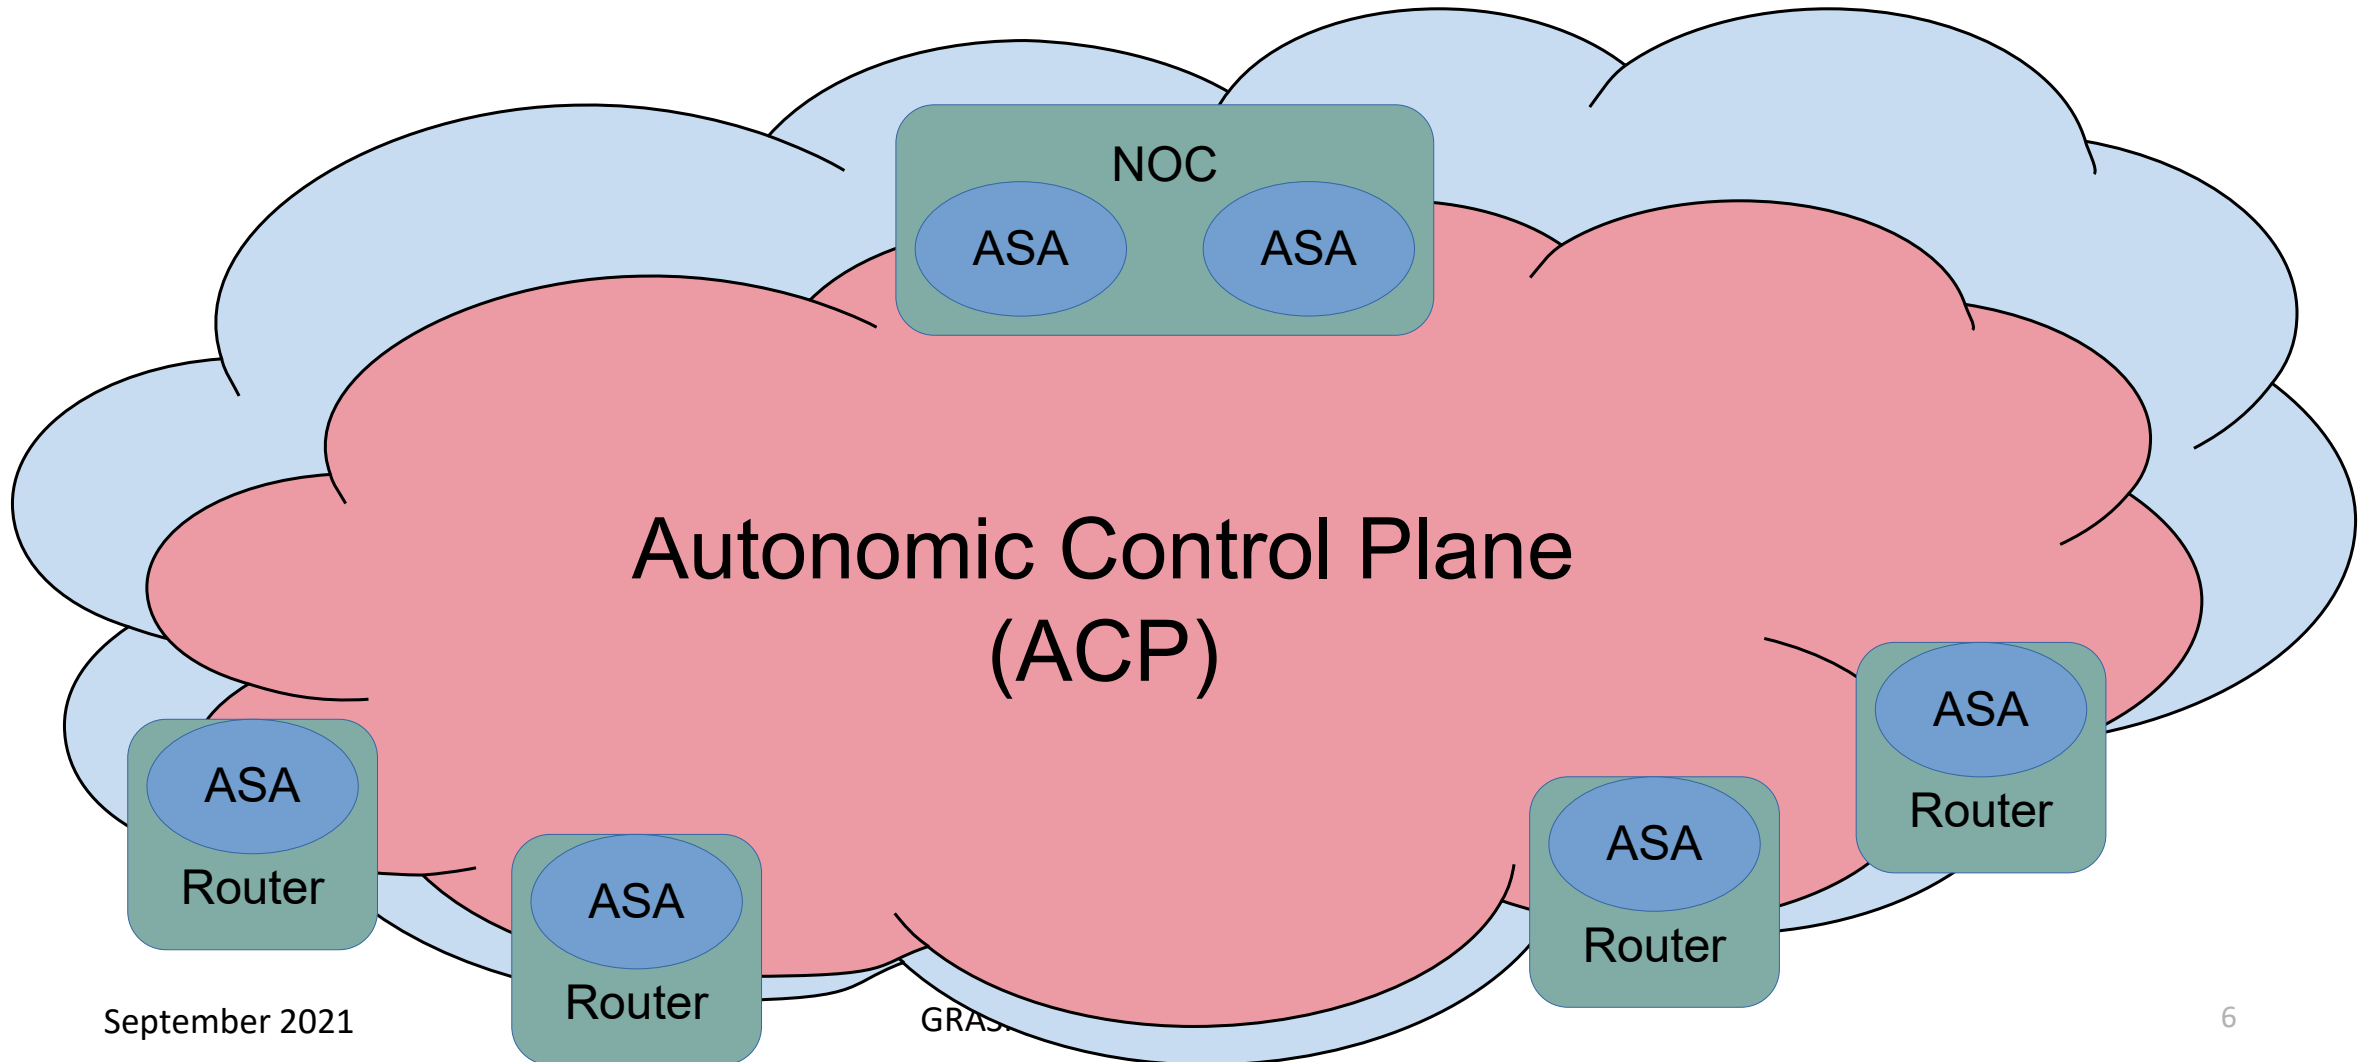 NOC
ASA
ASA
Autonomic Control Plane
(ACP)
ASA
Router
ASA
Router
ASA
Router
ASA
Router
September 2021
6